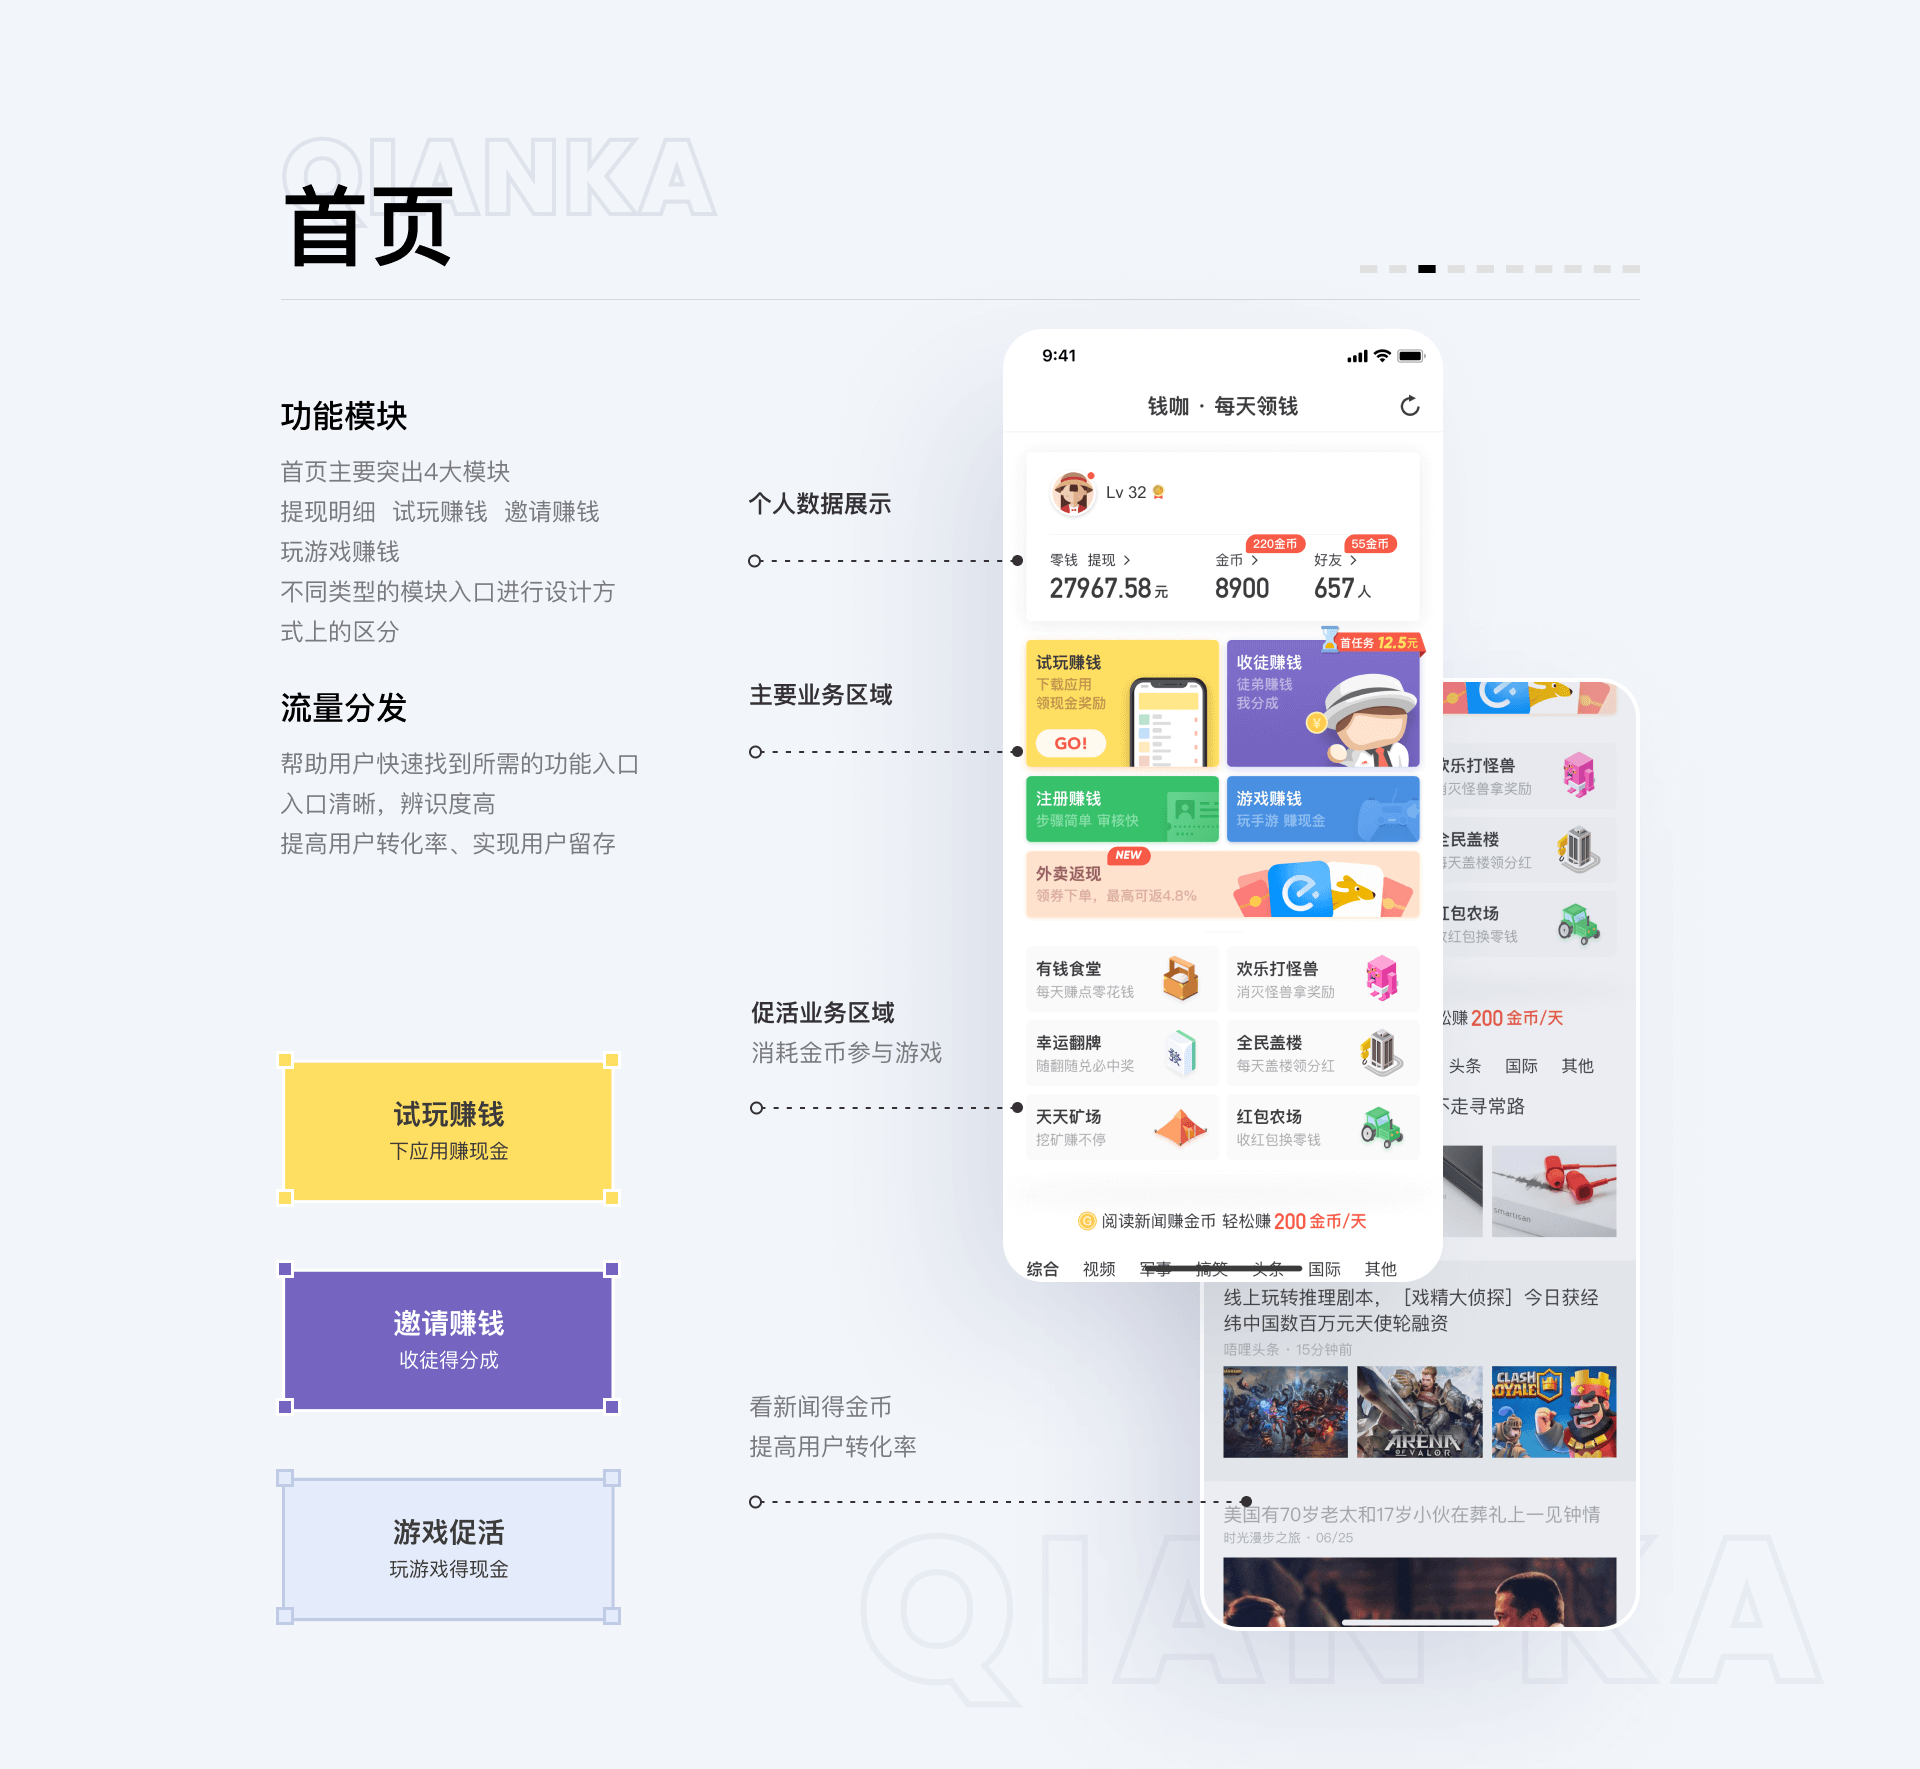 QIANKA
首页
功能模块
首页主要突出4大模块
提现明细 试玩赚钱 邀请赚钱
玩游戏赚钱
不同类型的模块入口进行设计方
式上的区分
流量分发
帮助用户快速找到所需的功能入口
入口清晰，辨识度高
提高用户转化率、实现用户留存
试玩赚钱
下应用赚现金
邀请赚钱
收徒得分成
游戏促活
玩游戏得现金
个人数据展示
主要业务区域
促活业务区域
消耗金币参与游戏
看新闻得金币
提高用户转化率
9:41
钱咖 · 每天领钱
Lv 32
220金币
55金币
零钱 提现 >
金币 >
好友 >
27967.58元
8900
657人
首任务 12.5元
试玩赚钱
下载应用
领现金奖励
GO!
收徒赚钱
徒弟赚钱
我分成
¥
注册赚钱
步骤简单 审核快
游戏赚钱
玩手游 赚现金
NEW
外卖返现
领券下单，最高可返4.8%
有钱食堂
每天赚点零花钱
欢乐打怪兽
消灭怪兽拿奖励
幸运翻牌
随翻随兑必中奖
發
全民盖楼
每天盖楼领分红
天天矿场
挖矿赚不停
红包农场
收红包换零钱
G 阅读新闻赚金币 轻松赚200金币/天
综合 视频 军事 搞笑 头条 国际 其他
欢乐打怪兽
消灭怪兽拿奖励
全民盖楼
每天盖楼领分红
红包农场
收红包换零钱
松赚200金币/天
头条 国际 其他
不走寻常路
smartisan
线上玩转推理剧本，［戏精大侦探］今日获经
纬中国数百万元天使轮融资
唔哩头条 · 15分钟前
ARENA
OF VALOR
CLASH
ROYALE
美国有70岁老太和17岁小伙在葬礼上一见钟情
时光漫步之旅 · 06/25
QIANKA